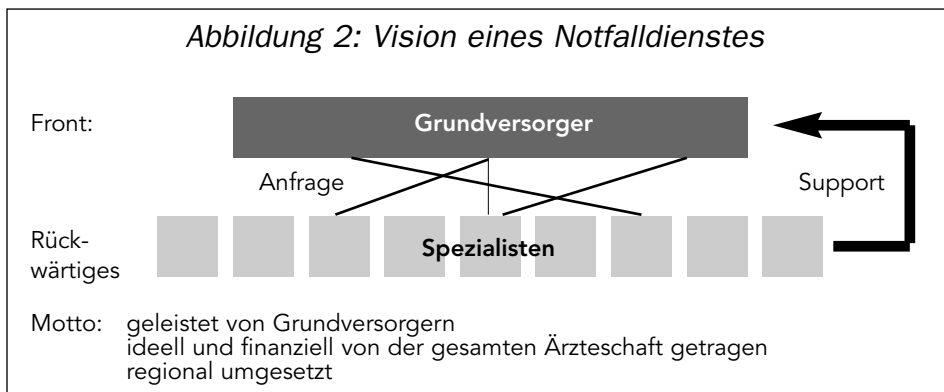 Abbildung 2: Vision eines Notfalldienstes
Front:
Grundversorger
Anfrage
Support
Rück-
wärtiges
Spezialisten
Motto: geleistet von Grundversorgern
ideell und finanziell von der gesamten Ärzteschaft getragen
regional umgesetzt